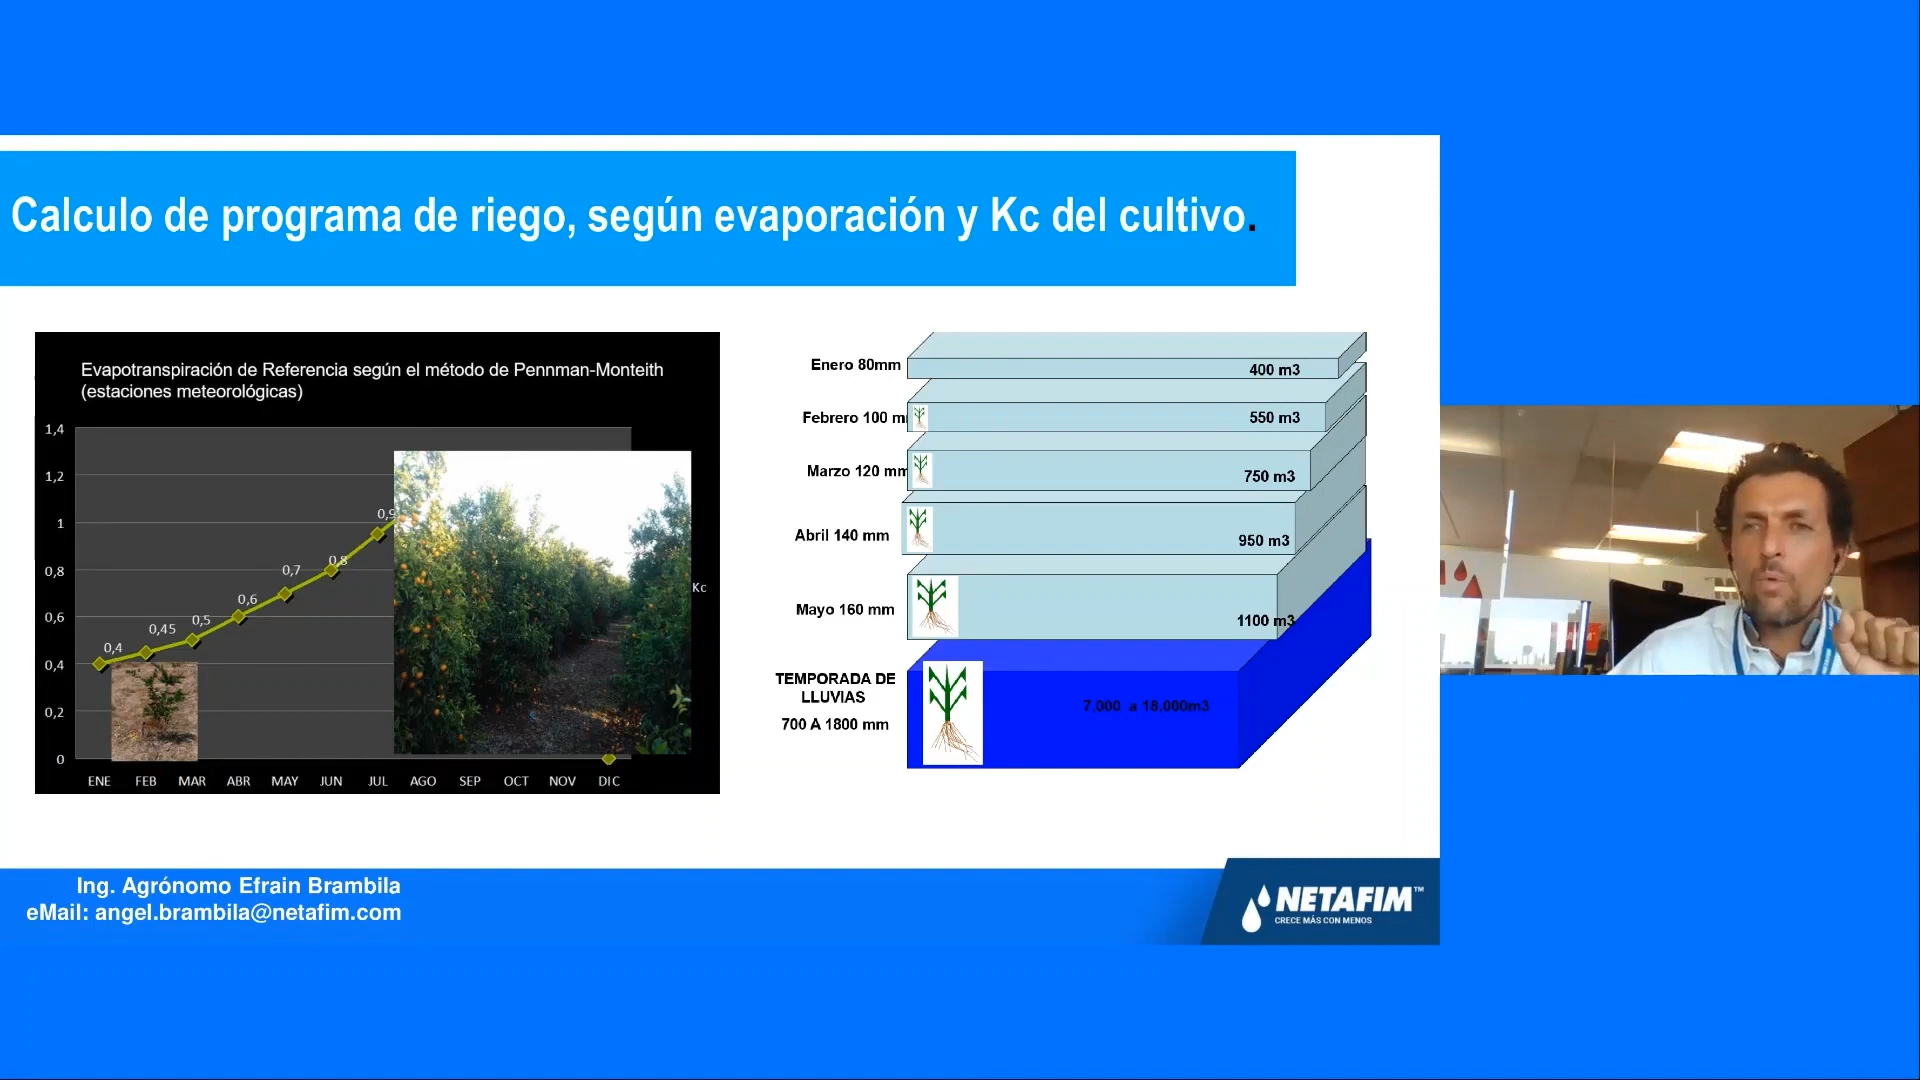 Calculo de programa de riego, según evaporación y Kc del cultivo.
Evapotranspiración de Referencia según el método de Pennman-Monteith
(estaciones meteorológicas)
1,4
1,2
1
0,8
0,6
0,4
0,2
0
0,4
0,45
0,5
0,6
0,7
0,8
0,9
Kc
ENE FEB MAR ABR MAY JUN JUL AGO SEP OCT NOV DIC
Enero 80mm 400 m3
Febrero 100 m 550 m3
Marzo 120 mm 750 m3
Abril 140 mm 950 m3
Mayo 160 mm 1100 m3
TEMPORADA DE
LLUVIAS
700 A 1800 mm
7,000 a 18,000m3
Ing. Agrónomo Efrain Brambila
eMail: angel.brambila@netafim.com
NETAFIM™
CRECE MÁS CON MENOS